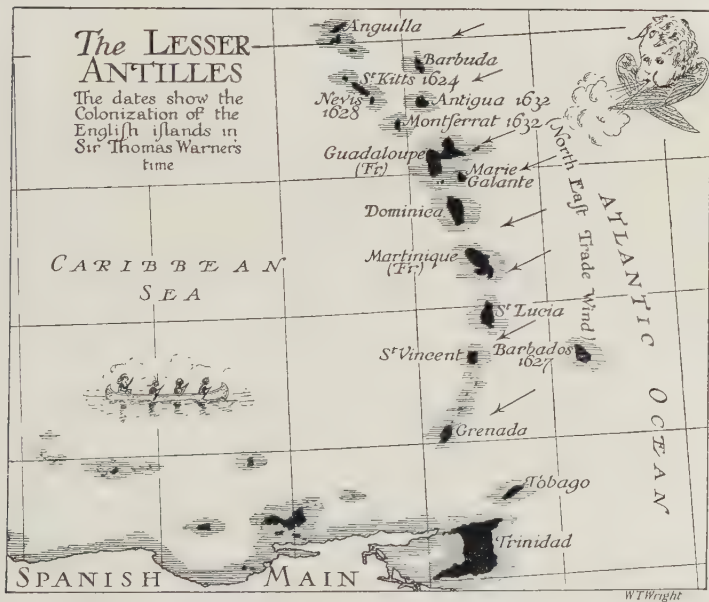 The LESSER
ANTILLES
The dates show the
Colonization of the
English iſlands in
Sir Thomas Warner's
time
Anguilla
Barbuda
St Kitts 1624
Nevis
1628
Antigua 1632
Montferrat 1632
Guadaloupe
(Fr)
Marie
Galante
Dominica
Martinique
(Fr)
St Lucia
St Vincent
Barbados
1627
Grenada
Tobago
Trinidad
CARIBBEAN
SEA
(North Eaſt Trade Wind)
ATLANTIC
OCEAN
SPANISH MAIN
WTWright